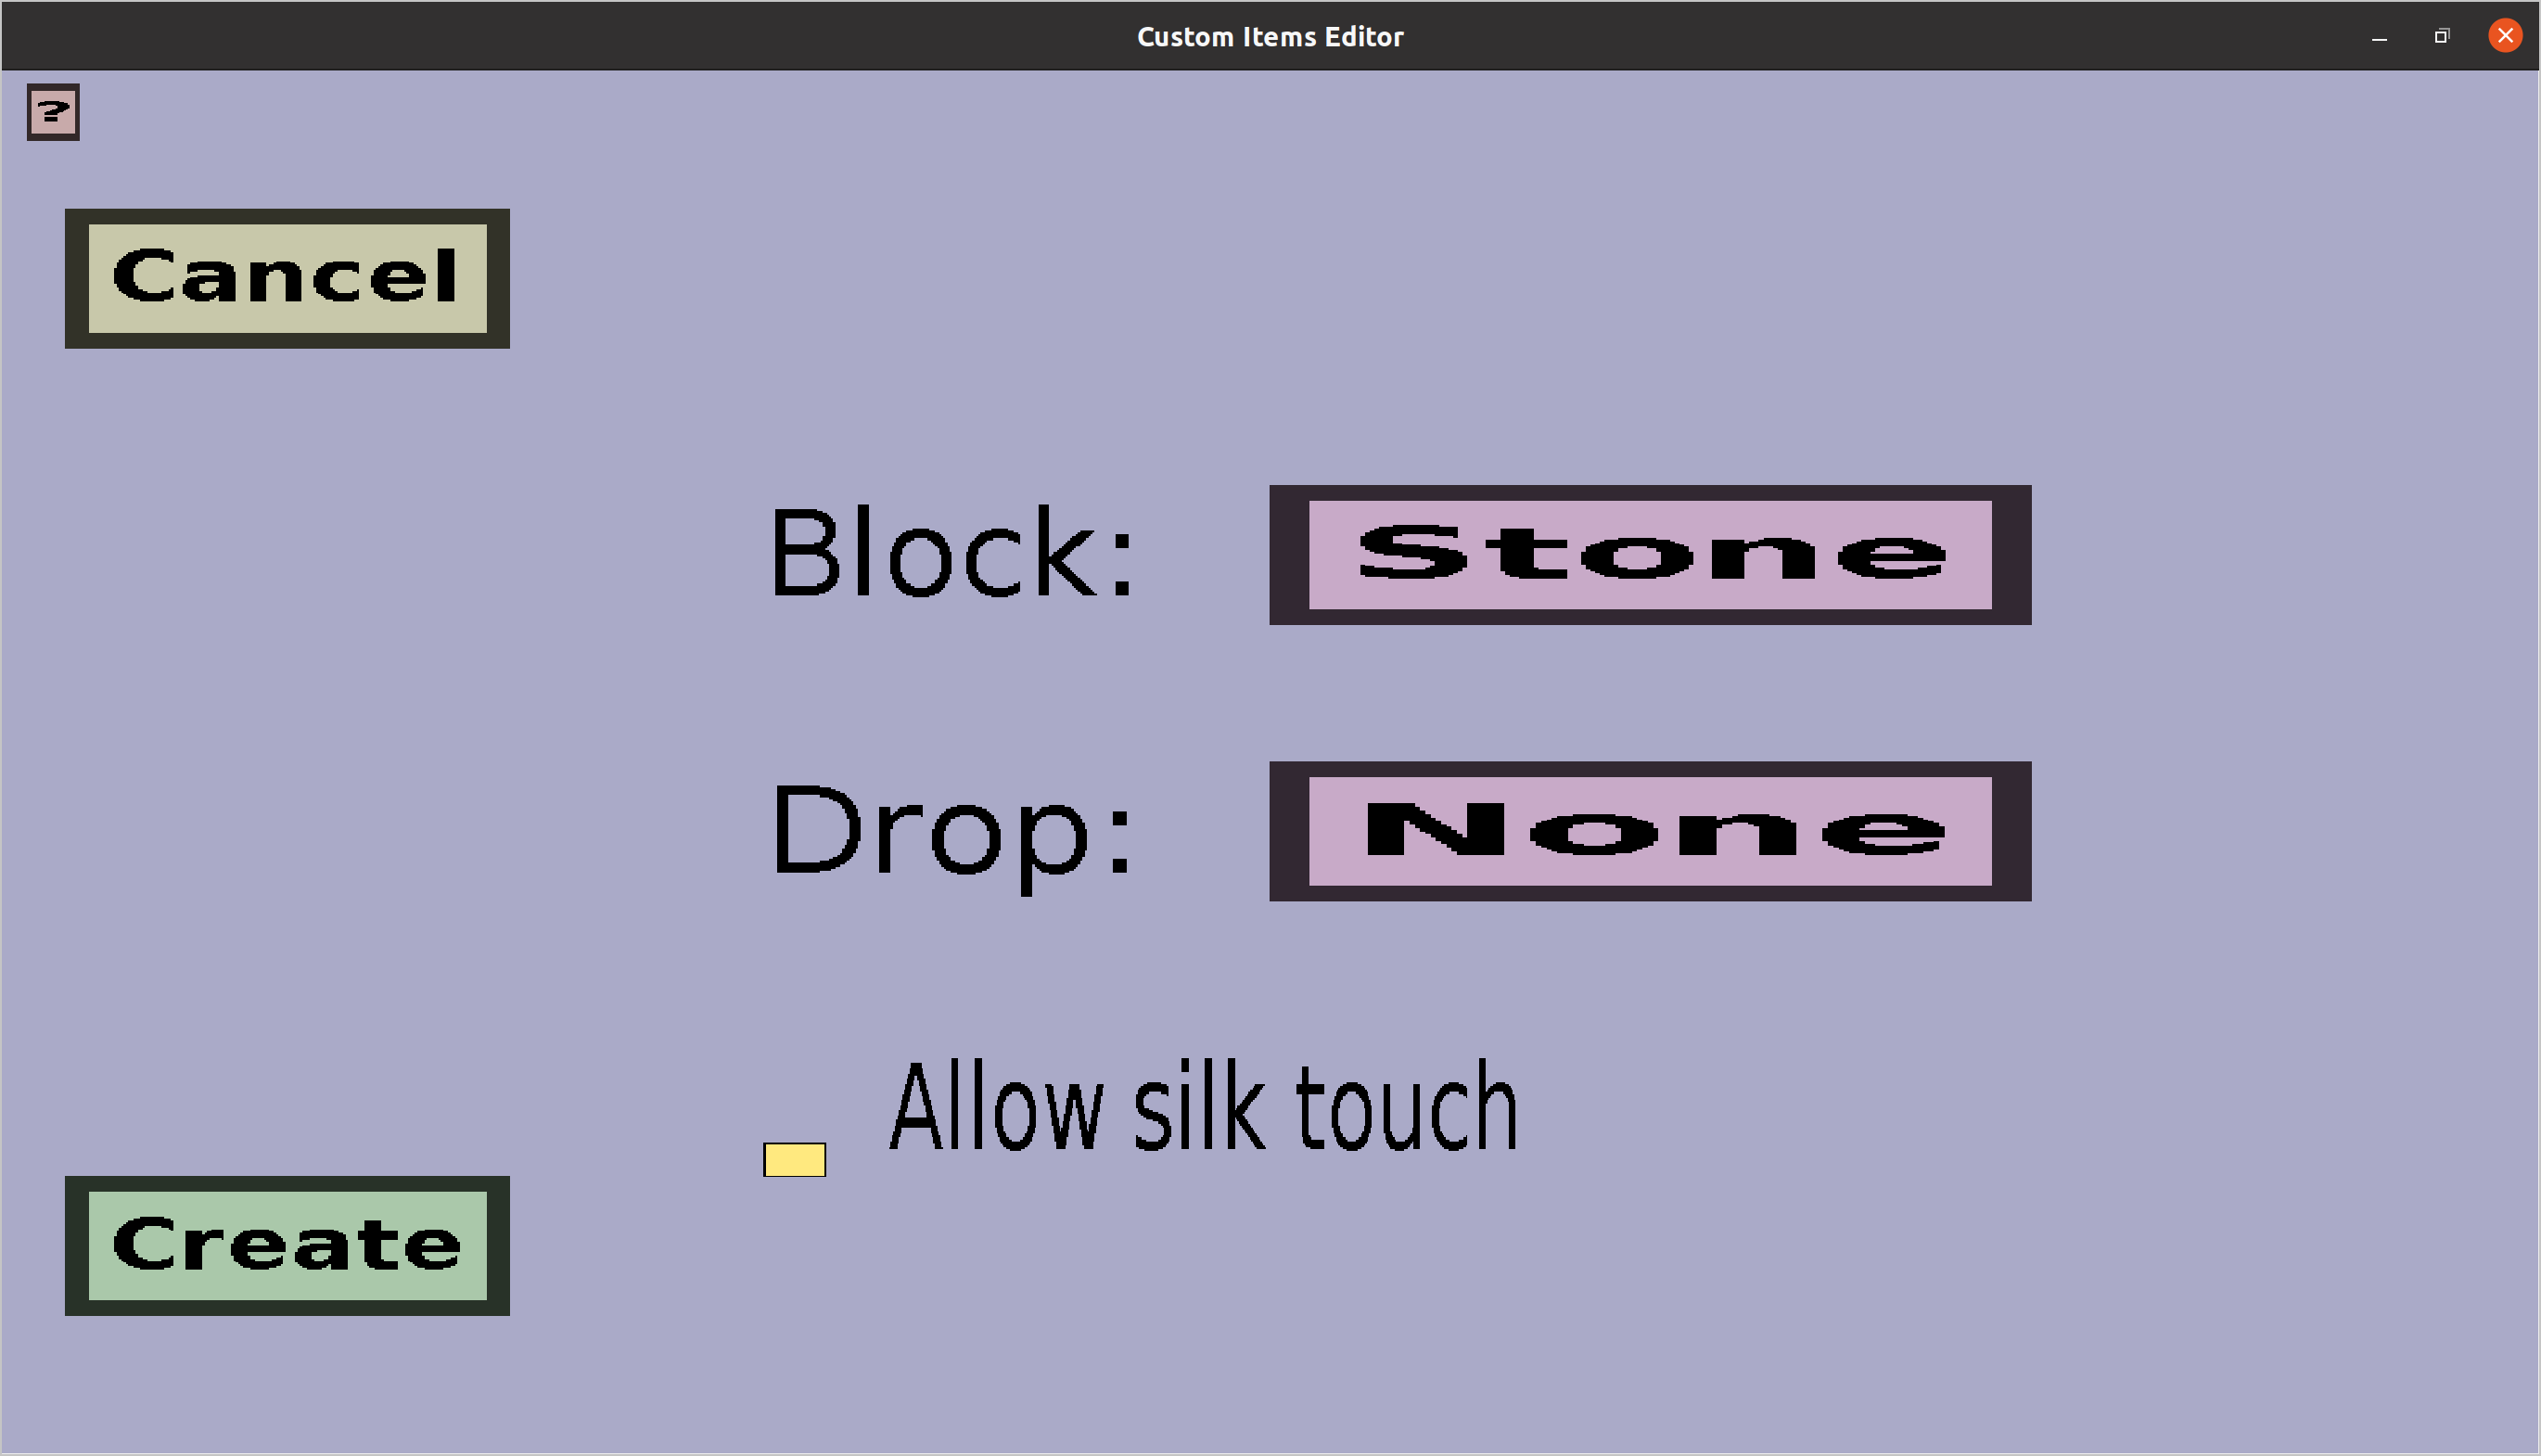 Custom Items Editor
?
Cancel
Block: Stone
Drop: None
Allow silk touch
Create